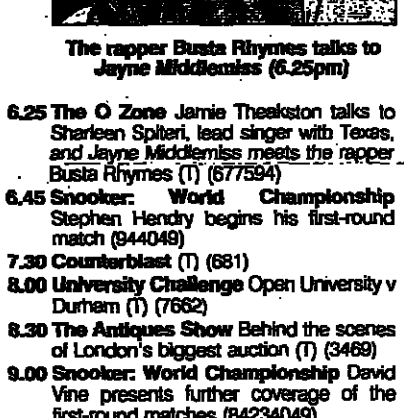 The rapper Busta Rhymes talks to
Jayne Middlemiss (6.25pm)
6.25 The O Zone Jamie Theakston talks to
Sharleen Spiteri, lead singer with Texas,
and Jayne Middlemiss meets the rapper
Busta Rhymes (T) (677594)
6.45 Snooker: World Championship
Stephen Hendry begins his first-round
match (944049)
7.30 Counterblast (T) (681)
8.00 University Challenge Open University v
Durham (T) (7662)
8.30 The Antiques Show Behind the scenes
of London's biggest auction (T) (3469)
9.00 Snooker: World Championship David
Vine presents further coverage of the
first-round matches (84234049)